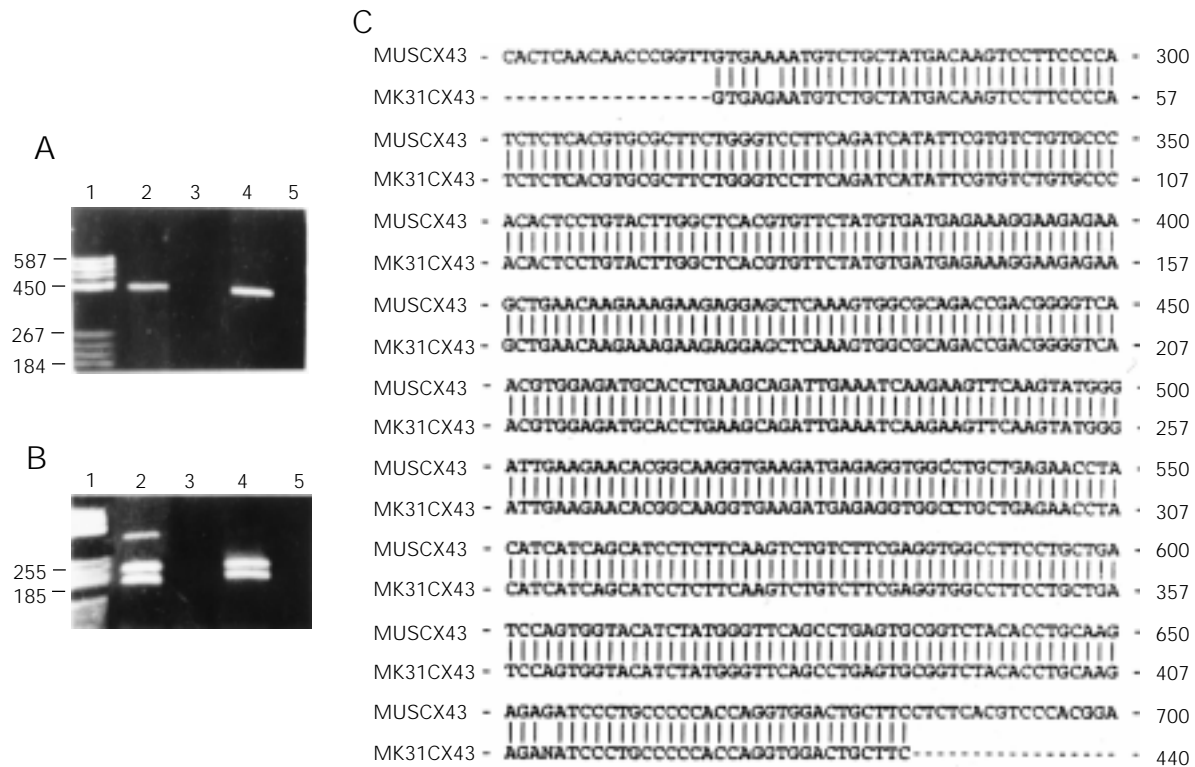 A
1 2 3 4 5
587
450
267
184
B
1 2 3 4 5
255
185
C
MUSCX43 - CACTCAACAACCCGGTTGTGAAAATGTCTGCTATGACAAGTCCTTCCCCA - 300
MK31CX43 - -----------------GTGAGAATGTCTGCTATGACAAGTCCTTCCCCA - 57
MUSCX43 - TCTCTCACGTGCGCTTCTGGGTCCTTCAGATCATATTCGTGTCTGTGCCC - 350
MK31CX43 - TCTCTCACGTGCGCTTCTGGGTCCTTCAGATCATATTCGTGTCTGTGCCC - 107
MUSCX43 - ACACTCCTGTACTTGGCTCACGTGTTCTATGTGATGAGAAAGGAAGAGAA - 400
MK31CX43 - ACACTCCTGTACTTGGCTCACGTGTTCTATGTGATGAGAAAGGAAGAGAA - 157
MUSCX43 - GCTGAACAAGAAAGAAGAGGAGCTCAAAGTGGCGCAGACCGACGGGGTCA - 450
MK31CX43 - GCTGAACAAGAAAGAAGAGGAGCTCAAAGTGGCGCAGACCGACGGGGTCA - 207
MUSCX43 - ACGTGGAGATGCACCTGAAGCAGATTGAAATCAAGAAGTTCAAGTATGGG - 500
MK31CX43 - ACGTGGAGATGCACCTGAAGCAGATTGAAATCAAGAAGTTCAAGTATGGG - 257
MUSCX43 - ATTGAAGAACACGGCAAGGTGAAGATGAGAGGTGGCCTGCTGAGAACCTA - 550
MK31CX43 - ATTGAAGAACACGGCAAGGTGAAGATGAGAGGTGGCCTGCTGAGAACCTA - 307
MUSCX43 - CATCATCAGCATCCTCTTCAAGTCTGTCTTCGAGGTGGCCTTCCTGCTGA - 600
MK31CX43 - CATCATCAGCATCCTCTTCAAGTCTGTCTTCGAGGTGGCCTTCCTGCTGA - 357
MUSCX43 - TCCAGTGGTACATCTATGGGTTCAGCCTGAGTGCGGTCTACACCTGCAAG - 650
MK31CX43 - TCCAGTGGTACATCTATGGGTTCAGCCTGAGTGCGGTCTACACCTGCAAG - 407
MUSCX43 - AGAGATCCCTGCCCCCACCAGGTGGACTGCTTCCTCTCACGTCCCACGGA - 700
MK31CX43 - AGANATCCCTGCCCCCACCAGGTGGACTGCTTC----------------- - 440